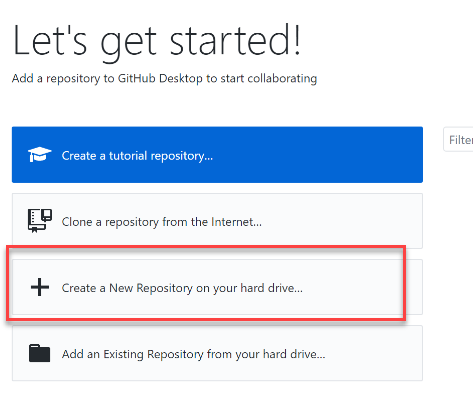 Let's get started!
Add a repository to GitHub Desktop to start collaborating
Create a tutorial repository...
Filter
Clone a repository from the Internet...
Create a New Repository on your hard drive...
Add an Existing Repository from your hard drive...